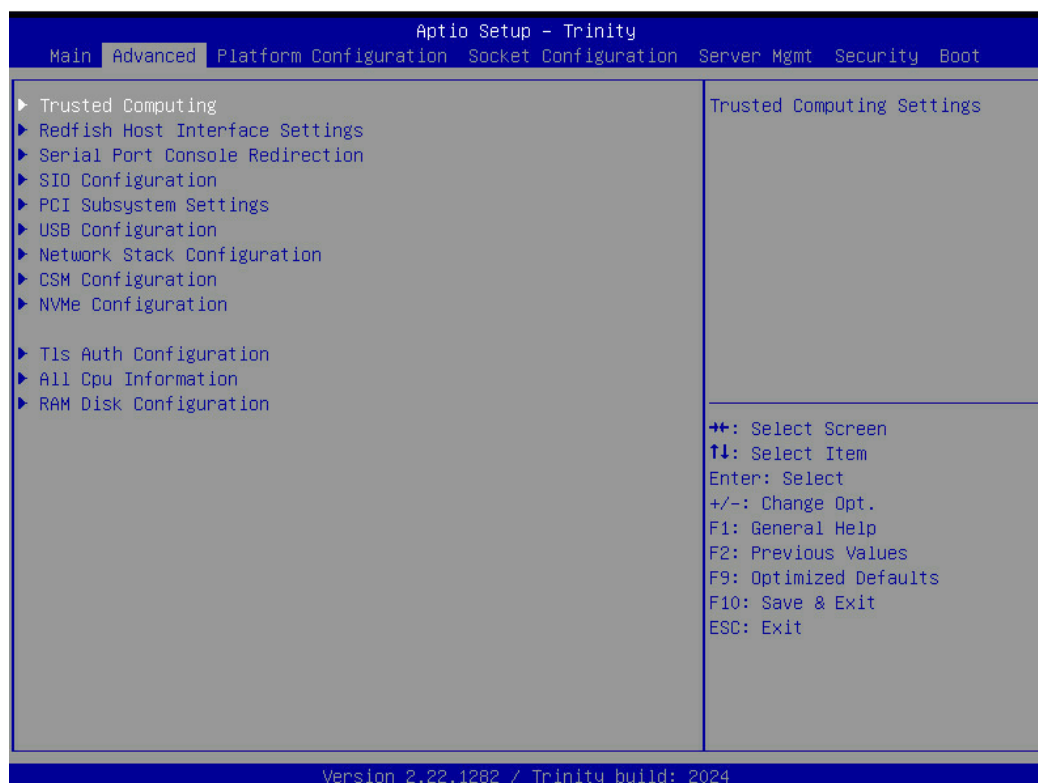 Aptio Setup – Trinity
Main Advanced Platform Configuration Socket Configuration Server Mgmt Security Boot
Trusted Computing
Redfish Host Interface Settings
Serial Port Console Redirection
SIO Configuration
PCI Subsystem Settings
USB Configuration
Network Stack Configuration
CSM Configuration
NVMe Configuration
Tls Auth Configuration
All Cpu Information
RAM Disk Configuration
Trusted Computing Settings
→←: Select Screen
↑↓: Select Item
Enter: Select
+/-: Change Opt.
F1: General Help
F2: Previous Values
F9: Optimized Defaults
F10: Save & Exit
ESC: Exit
Version 2.22.1282 / Trinity build: 2024